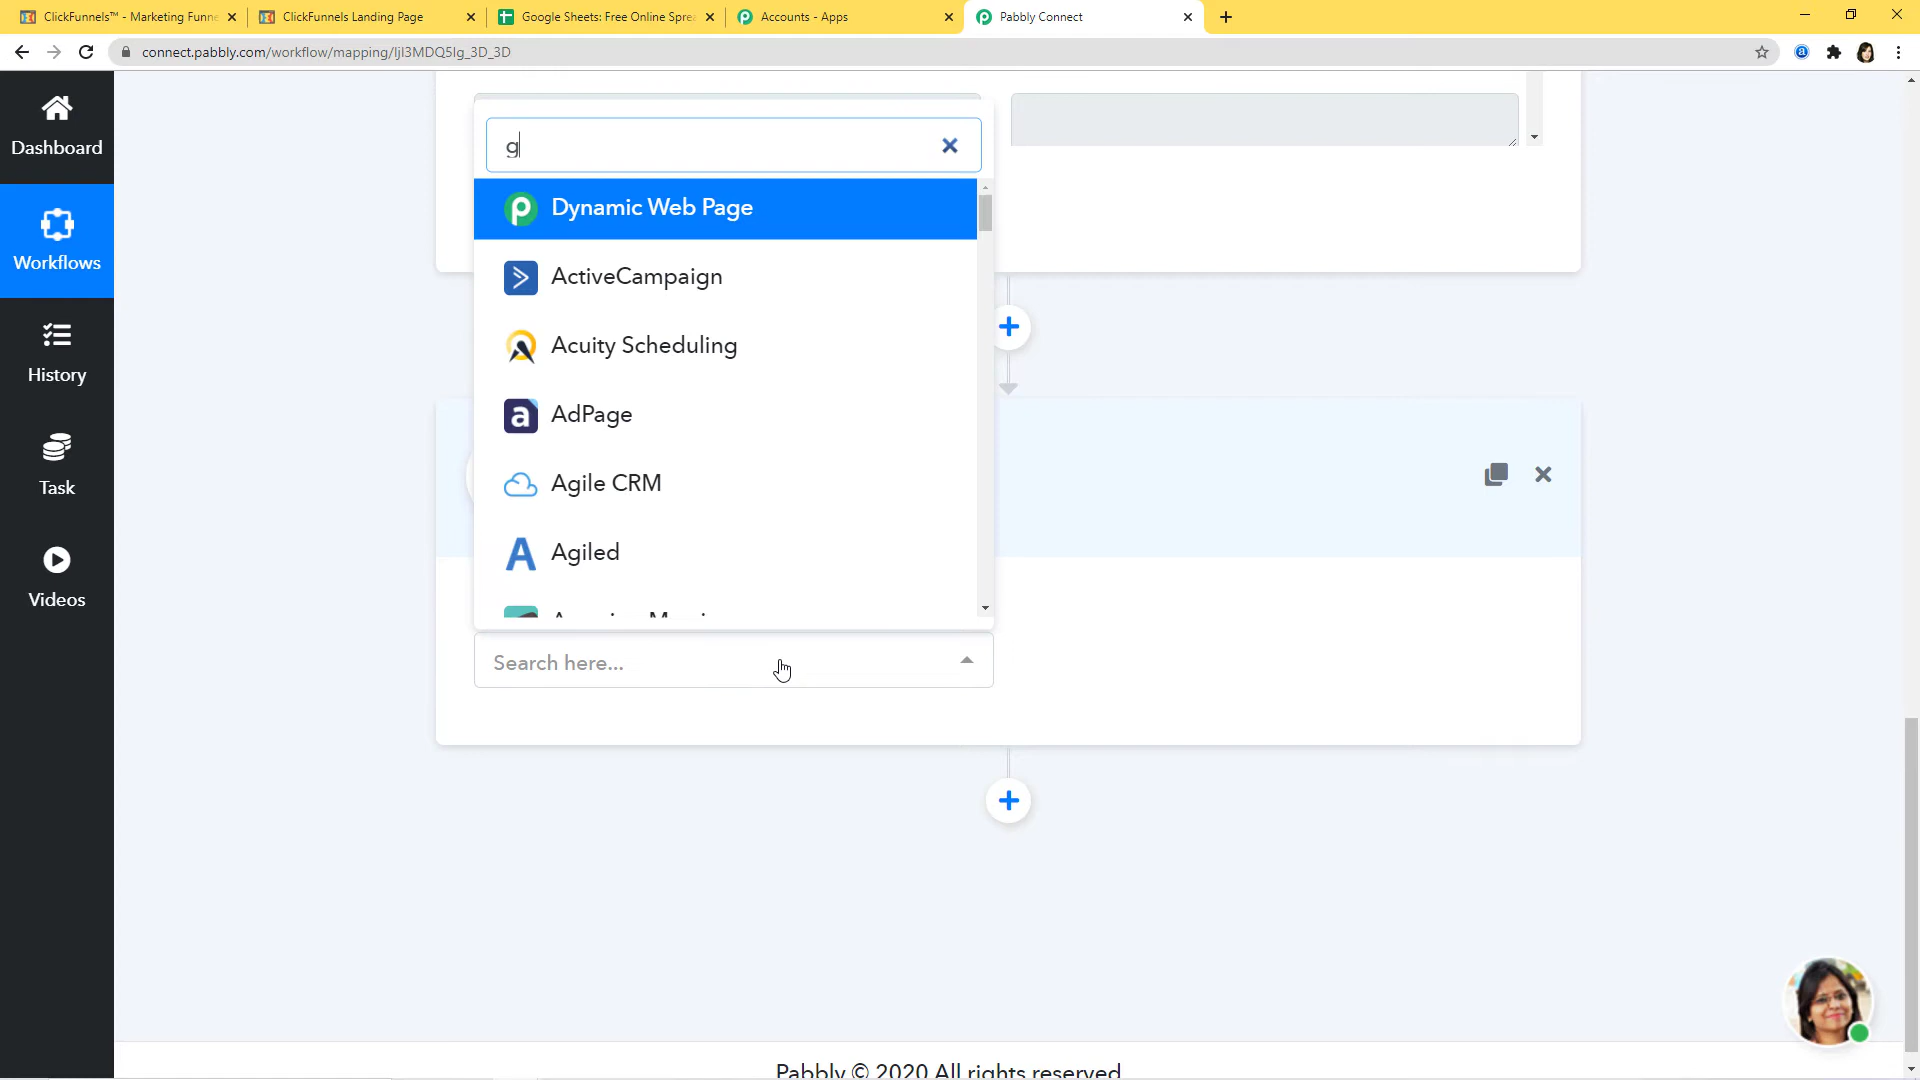 ClickFunnels™ - Marketing Funne
ClickFunnels Landing Page
Google Sheets: Free Online Sprea
Accounts - Apps
Pabbly Connect
connect.pabbly.com/workflow/mapping/IjI3MDQ5Ig_3D_3D
Dashboard
Workflows
History
Task
Videos
g
Dynamic Web Page
ActiveCampaign
Acuity Scheduling
AdPage
Agile CRM
Agiled
Search here...
Pabbly © 2020 All rights reserved